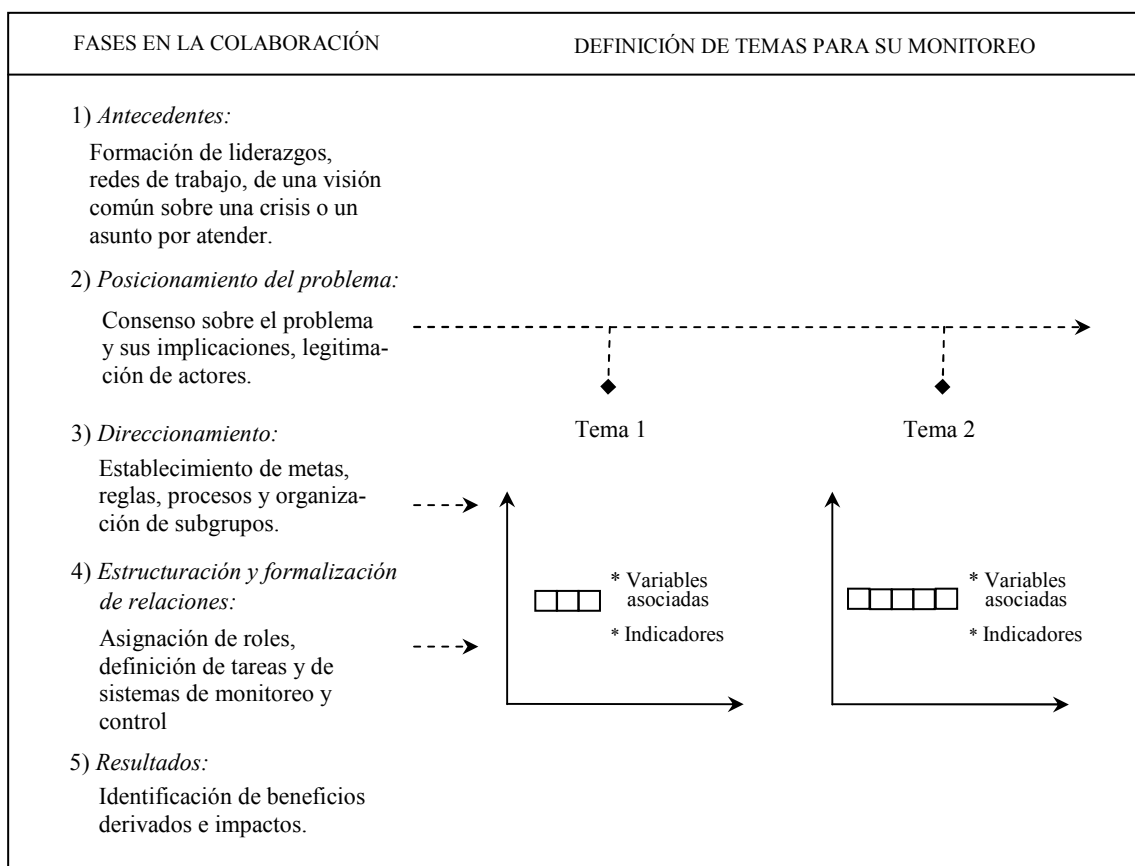 FASES EN LA COLABORACIÓN
DEFINICIÓN DE TEMAS PARA SU MONITOREO
1) Antecedentes:
Formación de liderazgos,
redes de trabajo, de una visión
común sobre una crisis o un
asunto por atender.
2) Posicionamiento del problema:
Consenso sobre el problema
y sus implicaciones, legitima-
ción de actores.
3) Direccionamiento:
Establecimiento de metas,
reglas, procesos y organiza-
ción de subgrupos.
4) Estructuración y formalización
de relaciones:
Asignación de roles,
definición de tareas y de
sistemas de monitoreo y
control
5) Resultados:
Identificación de beneficios
derivados e impactos.
Tema 1
* Variables
asociadas
* Indicadores
Tema 2
* Variables
asociadas
* Indicadores